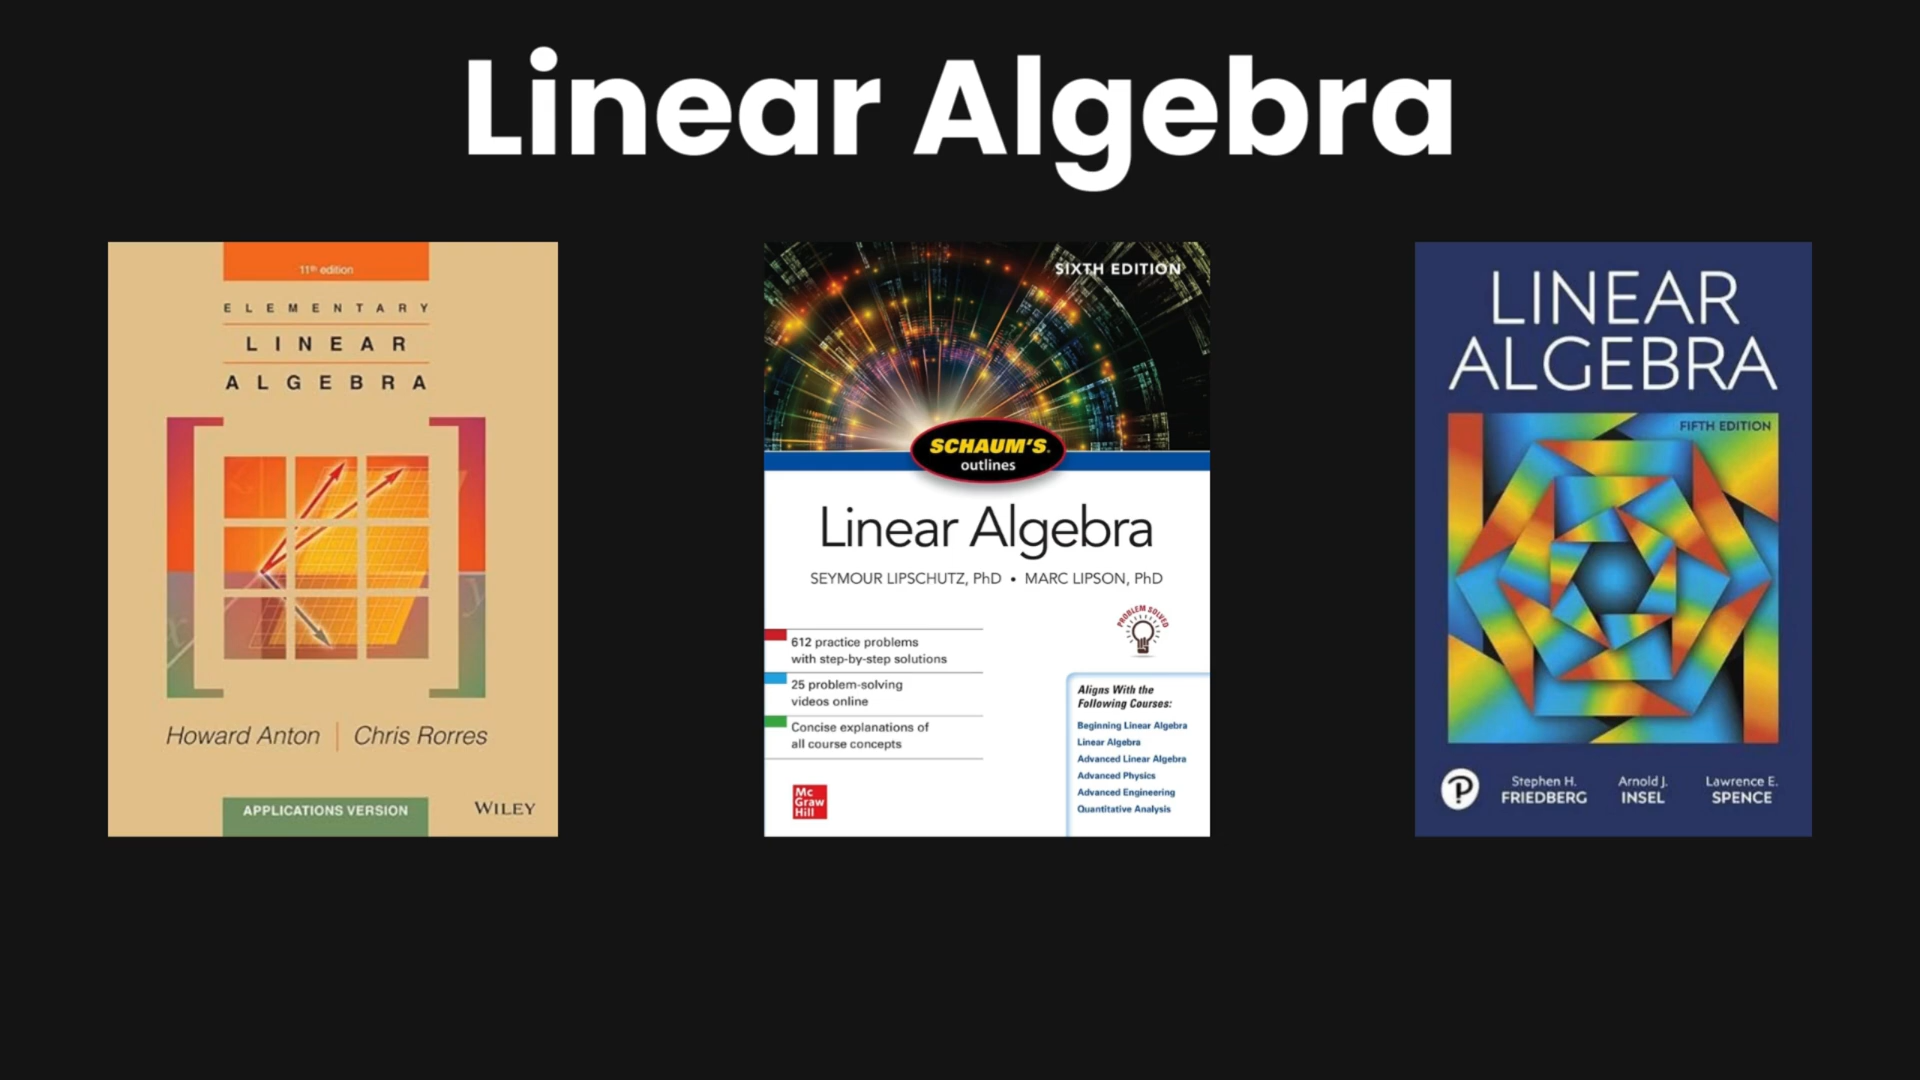 Linear Algebra
11th edition
ELEMENTARY
LINEAR
ALGEBRA
Howard Anton | Chris Rorres
APPLICATIONS VERSION
WILEY
SIXTH EDITION
SCHAUM'S
outlines
Linear Algebra
SEYMOUR LIPSCHUTZ, PhD • MARC LIPSON, PhD
PROBLEM SOLVED
612 practice problems
with step-by-step solutions
25 problem-solving
videos online
Concise explanations of
all course concepts
Mc
Graw
Hill
Aligns With the
Following Courses:
Beginning Linear Algebra
Linear Algebra
Advanced Linear Algebra
Advanced Physics
Advanced Engineering
Quantitative Analysis
LINEAR
ALGEBRA
FIFTH EDITION
P
Stephen H.
FRIEDBERG
Arnold J.
INSEL
Lawrence E.
SPENCE